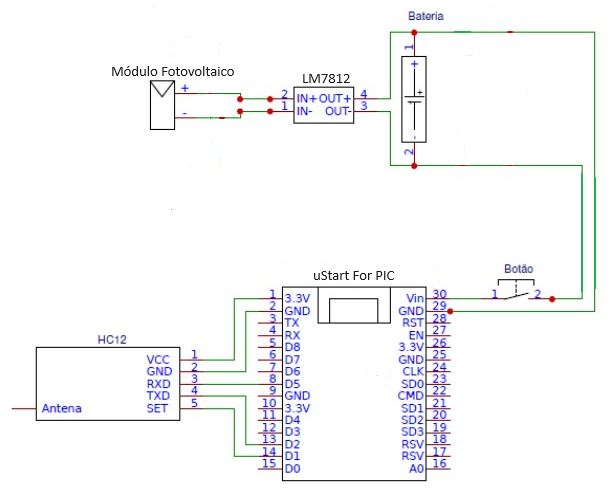 Bateria
1
+
+
-
2
Módulo Fotovoltaico
+
-
LM7812
2 IN+ OUT+ 4
1 IN- OUT- 3
Botão
1 2
uStart For PIC
1 3.3V Vin 30
2 GND GND 29
3 TX RST 28
4 RX EN 27
5 D8 3.3V 26
6 D7 GND 25
7 D6 CLK 24
8 D5 SD0 23
9 GND CMD 22
10 3.3V SD1 21
11 D4 SD2 20
12 D3 SD3 19
13 D2 RSV 18
14 D1 RSV 17
15 D0 A0 16
HC12
VCC 1
GND 2
RXD 3
TXD 4
SET 5
Antena